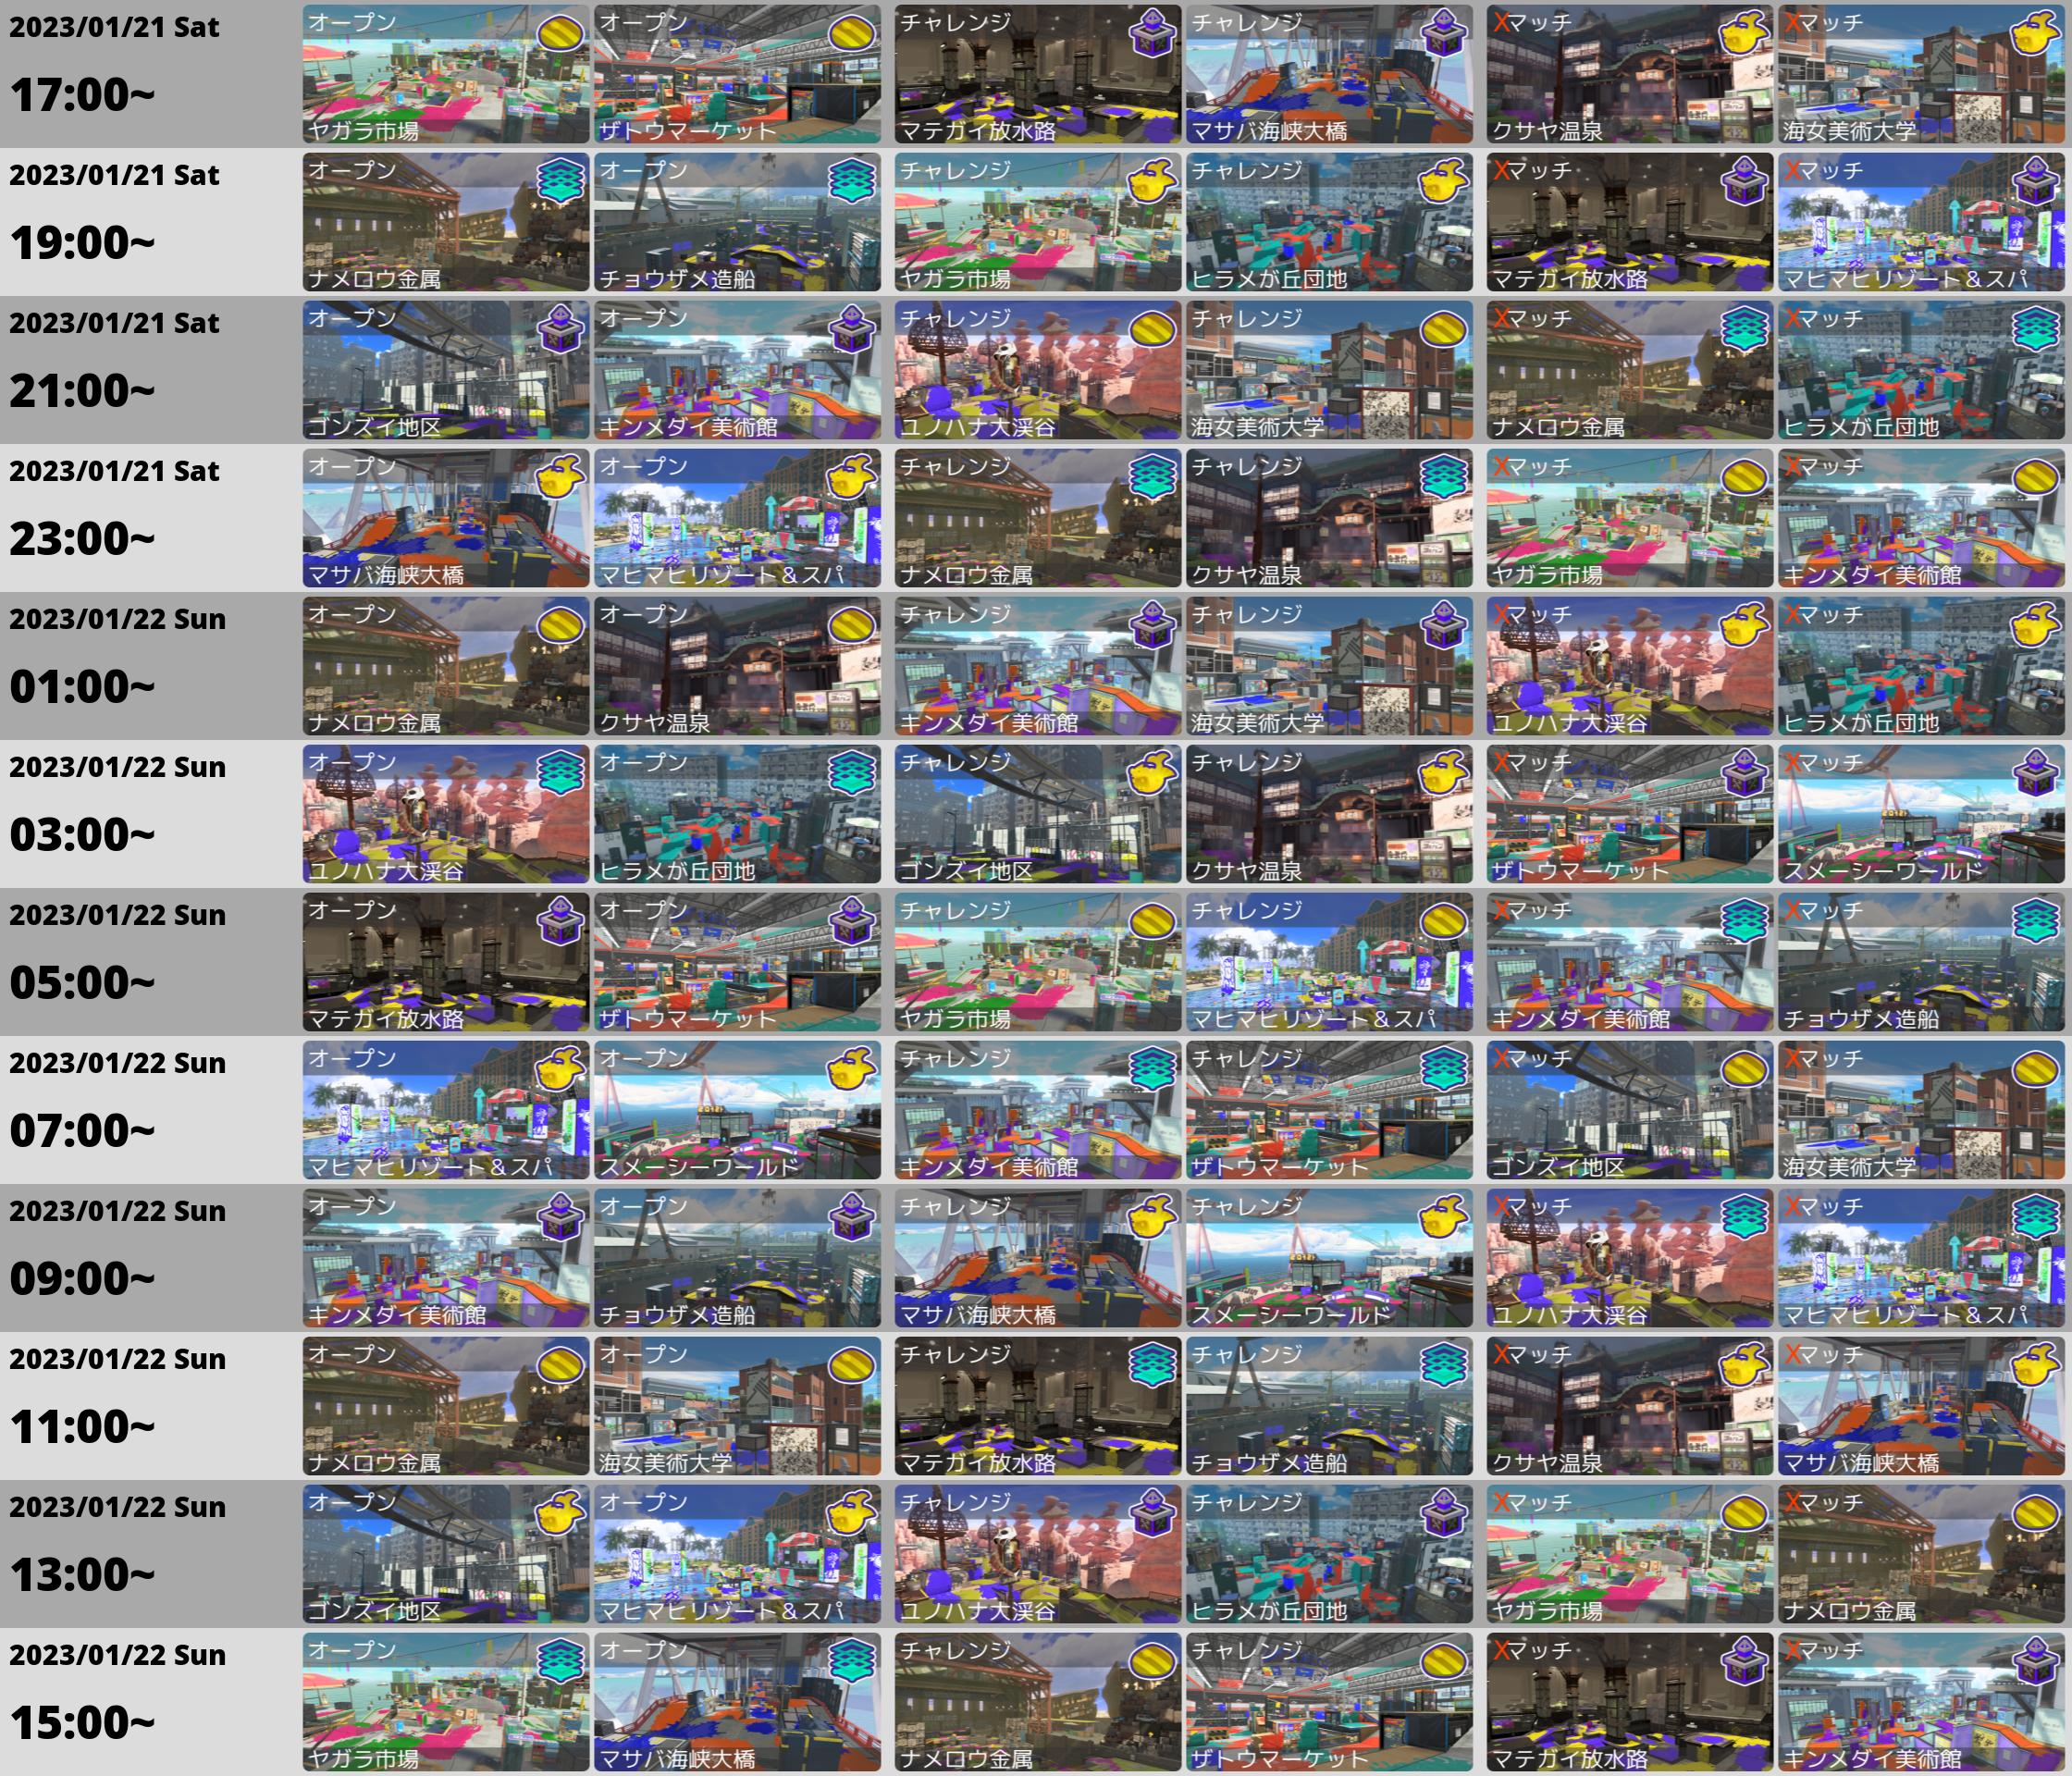 2023/01/21 Sat
17:00~
オープン オープン チャレンジ チャレンジ Xマッチ Xマッチ
ヤガラ市場 ザトウマーケット マテガイ放水路 マサバ海峡大橋 クサヤ温泉 海女美術大学
2023/01/21 Sat
19:00~
オープン オープン チャレンジ チャレンジ Xマッチ Xマッチ
ナメロウ金属 チョウザメ造船 ヤガラ市場 ヒラメが丘団地 マテガイ放水路 マヒマヒリゾート&スパ
2023/01/21 Sat
21:00~
オープン オープン チャレンジ チャレンジ Xマッチ Xマッチ
ゴンズイ地区 キンメダイ美術館 ユノハナ大渓谷 海女美術大学 ナメロウ金属 ヒラメが丘団地
2023/01/21 Sat
23:00~
オープン オープン チャレンジ チャレンジ Xマッチ Xマッチ
マサバ海峡大橋 マヒマヒリゾート&スパ ナメロウ金属 クサヤ温泉 ヤガラ市場 キンメダイ美術館
2023/01/22 Sun
01:00~
オープン オープン チャレンジ チャレンジ Xマッチ Xマッチ
ナメロウ金属 クサヤ温泉 キンメダイ美術館 海女美術大学 ユノハナ大渓谷 ヒラメが丘団地
2023/01/22 Sun
03:00~
オープン オープン チャレンジ チャレンジ Xマッチ Xマッチ
ユノハナ大渓谷 ヒラメが丘団地 ゴンズイ地区 クサヤ温泉 ザトウマーケット スメーシーワールド
2023/01/22 Sun
05:00~
オープン オープン チャレンジ チャレンジ Xマッチ Xマッチ
マテガイ放水路 ザトウマーケット ヤガラ市場 マヒマヒリゾート&スパ キンメダイ美術館 チョウザメ造船
2023/01/22 Sun
07:00~
オープン オープン チャレンジ チャレンジ Xマッチ Xマッチ
マヒマヒリゾート&スパ スメーシーワールド キンメダイ美術館 ザトウマーケット ゴンズイ地区 海女美術大学
2023/01/22 Sun
09:00~
オープン オープン チャレンジ チャレンジ Xマッチ Xマッチ
キンメダイ美術館 チョウザメ造船 マサバ海峡大橋 スメーシーワールド ユノハナ大渓谷 マヒマヒリゾート&スパ
2023/01/22 Sun
11:00~
オープン オープン チャレンジ チャレンジ Xマッチ Xマッチ
ナメロウ金属 海女美術大学 マテガイ放水路 チョウザメ造船 クサヤ温泉 マサバ海峡大橋
2023/01/22 Sun
13:00~
オープン オープン チャレンジ チャレンジ Xマッチ Xマッチ
ゴンズイ地区 マヒマヒリゾート&スパ ユノハナ大渓谷 ヒラメが丘団地 ヤガラ市場 ナメロウ金属
2023/01/22 Sun
15:00~
オープン オープン チャレンジ チャレンジ Xマッチ Xマッチ
ヤガラ市場 マサバ海峡大橋 ナメロウ金属 ザトウマーケット マテガイ放水路 キンメダイ美術館